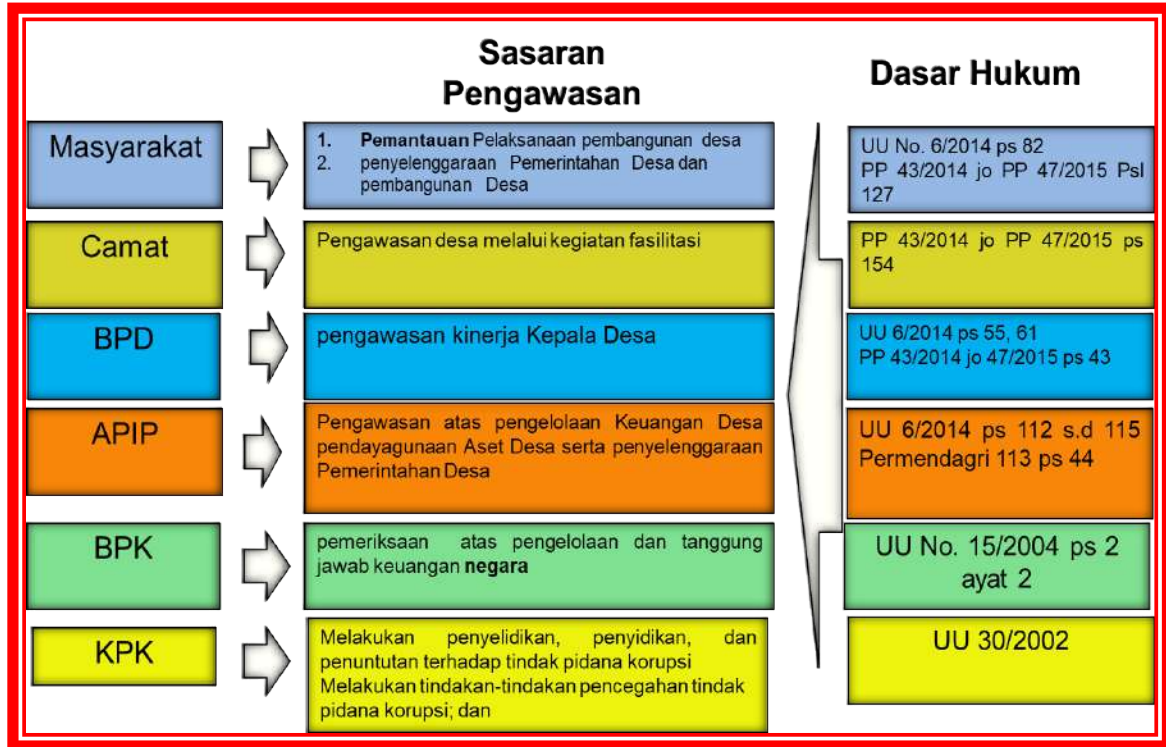 Sasaran
Pengawasan
Dasar Hukum
Masyarakat
1. Pemantauan Pelaksanaan pembangunan desa
2. penyelenggaraan Pemerintahan Desa dan
pembangunan Desa
UU No. 6/2014 ps 82
PP 43/2014 jo PP 47/2015 Psl
127
Camat
Pengawasan desa melalui kegiatan fasilitasi
PP 43/2014 jo PP 47/2015 ps
154
BPD
pengawasan kinerja Kepala Desa
UU 6/2014 ps 55, 61
PP 43/2014 jo 47/2015 ps 43
APIP
Pengawasan atas pengelolaan Keuangan Desa
pendayagunaan Aset Desa serta penyelenggaraan
Pemerintahan Desa
UU 6/2014 ps 112 s.d 115
Permendagri 113 ps 44
BPK
pemeriksaan atas pengelolaan dan tanggung
jawab keuangan negara
UU No. 15/2004 ps 2
ayat 2
KPK
Melakukan penyelidikan, penyidikan, dan
penuntutan terhadap tindak pidana korupsi
Melakukan tindakan-tindakan pencegahan tindak
pidana korupsi; dan
UU 30/2002